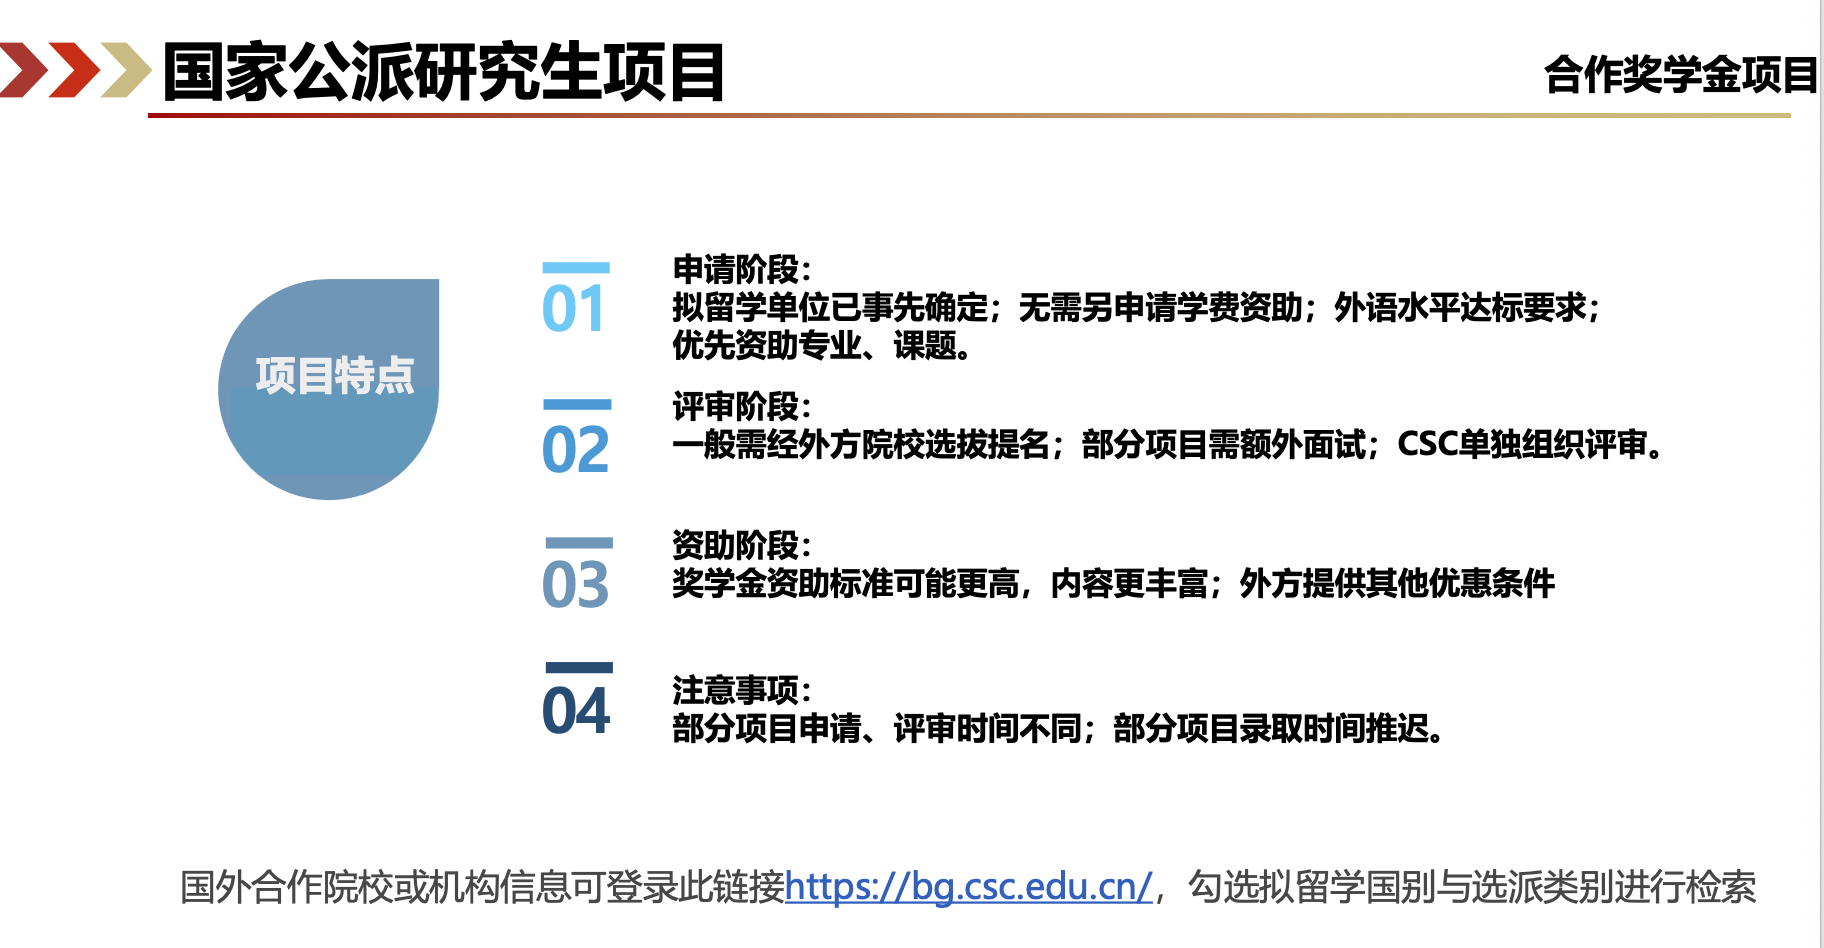 国家公派研究生项目
合作奖学金项目
项目特点
01
申请阶段：
拟留学单位已事先确定；无需另申请学费资助；外语水平达标要求；
优先资助专业、课题。
02
评审阶段：
一般需经外方院校选拔提名；部分项目需额外面试；CSC单独组织评审。
03
资助阶段：
奖学金资助标准可能更高，内容更丰富；外方提供其他优惠条件
04
注意事项：
部分项目申请、评审时间不同；部分项目录取时间推迟。
国外合作院校或机构信息可登录此链接https://bg.csc.edu.cn/，勾选拟留学国别与选派类别进行检索